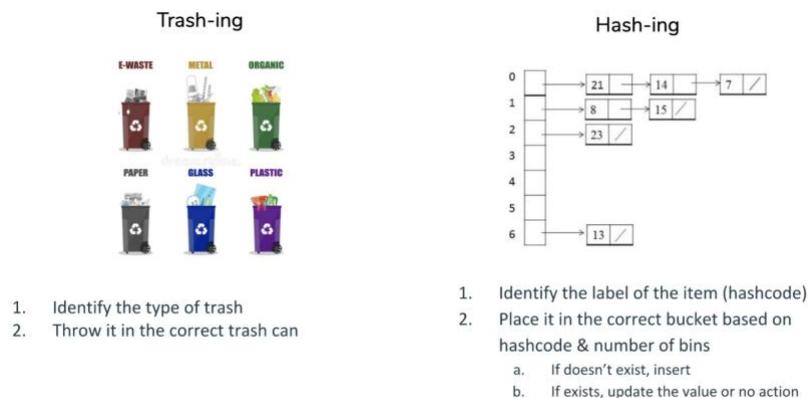 Trash-ing
E-WASTE
METAL
ORGANIC
PAPER
GLASS
PLASTIC
1. Identify the type of trash
2. Throw it in the correct trash can
Hash-ing
0
21
14
7
1
8
15
2
23
3
4
5
6
13
1. Identify the label of the item (hashcode)
2. Place it in the correct bucket based on
hashcode & number of bins
a. If doesn't exist, insert
b. If exists, update the value or no action